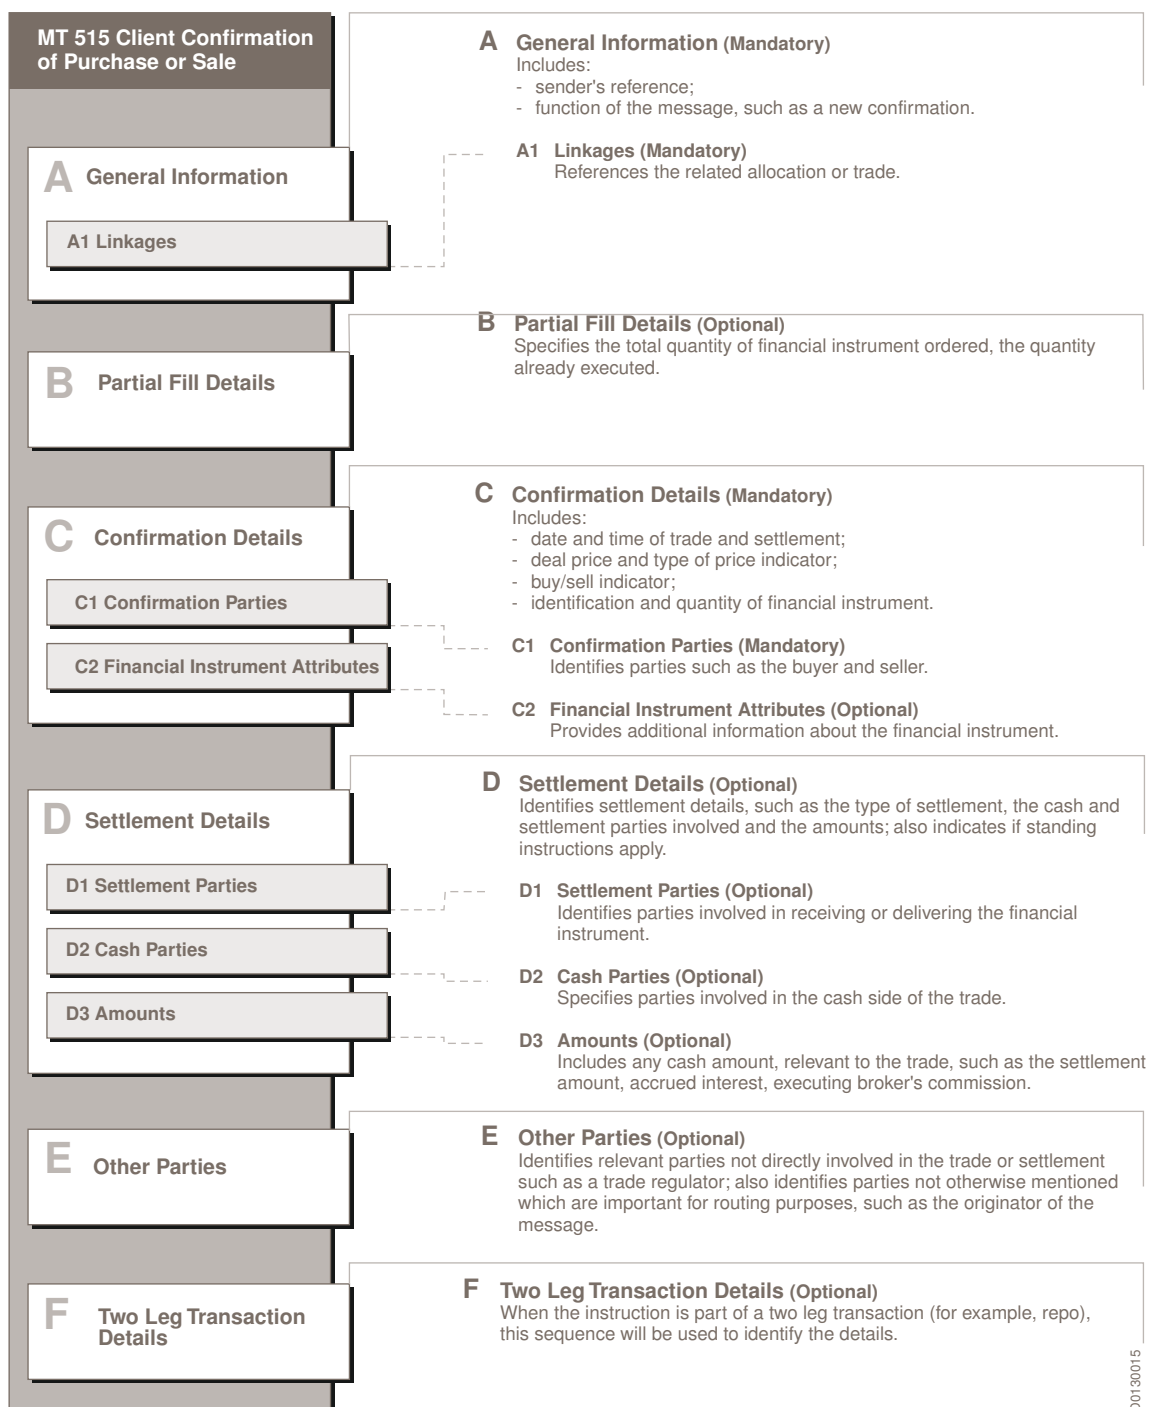 MT 515 Client Confirmation
of Purchase or Sale
A General Information
A1 Linkages
B Partial Fill Details
C Confirmation Details
C1 Confirmation Parties
C2 Financial Instrument Attributes
D Settlement Details
D1 Settlement Parties
D2 Cash Parties
D3 Amounts
E Other Parties
F Two Leg Transaction
Details
A General Information (Mandatory)
Includes:
- sender's reference;
- function of the message, such as a new confirmation.
A1 Linkages (Mandatory)
References the related allocation or trade.
B Partial Fill Details (Optional)
Specifies the total quantity of financial instrument ordered, the quantity
already executed.
C Confirmation Details (Mandatory)
Includes:
- date and time of trade and settlement;
- deal price and type of price indicator;
- buy/sell indicator;
- identification and quantity of financial instrument.
C1 Confirmation Parties (Mandatory)
Identifies parties such as the buyer and seller.
C2 Financial Instrument Attributes (Optional)
Provides additional information about the financial instrument.
D Settlement Details (Optional)
Identifies settlement details, such as the type of settlement, the cash and
settlement parties involved and the amounts; also indicates if standing
instructions apply.
D1 Settlement Parties (Optional)
Identifies parties involved in receiving or delivering the financial
instrument.
D2 Cash Parties (Optional)
Specifies parties involved in the cash side of the trade.
D3 Amounts (Optional)
Includes any cash amount, relevant to the trade, such as the settlement
amount, accrued interest, executing broker's commission.
E Other Parties (Optional)
Identifies relevant parties not directly involved in the trade or settlement
such as a trade regulator; also identifies parties not otherwise mentioned
which are important for routing purposes, such as the originator of the
message.
F Two Leg Transaction Details (Optional)
When the instruction is part of a two leg transaction (for example, repo),
this sequence will be used to identify the details.